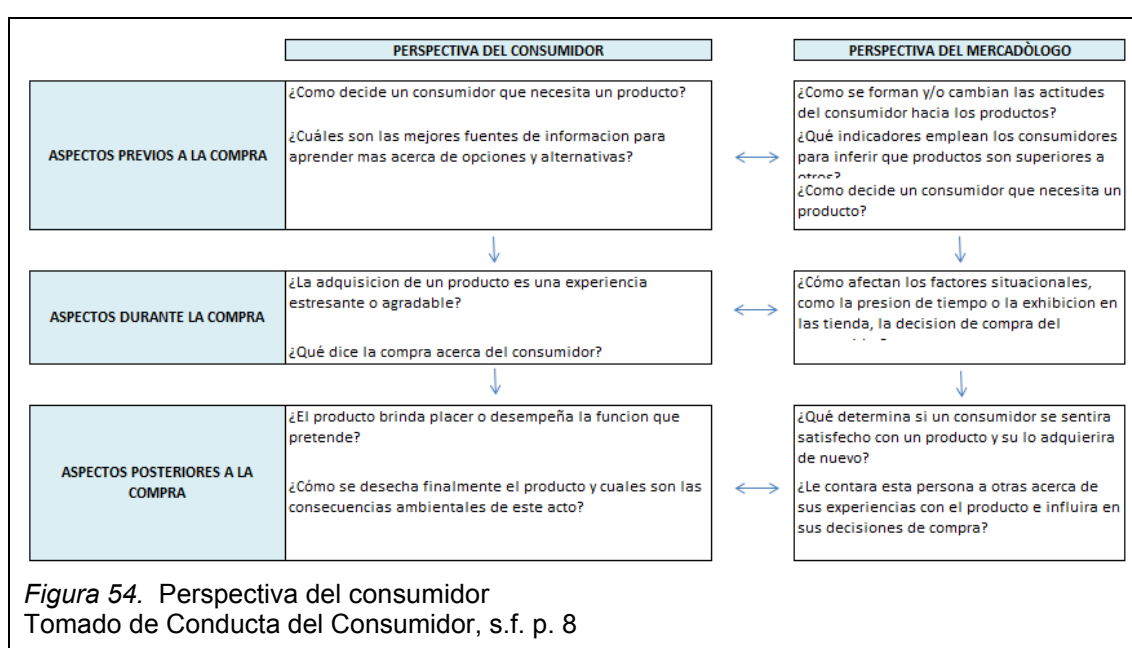 PERSPECTIVA DEL CONSUMIDOR
PERSPECTIVA DEL MERCADÒLOGO
ASPECTOS PREVIOS A LA COMPRA
¿Como decide un consumidor que necesita un producto?
¿Cuáles son las mejores fuentes de informacion para
aprender mas acerca de opciones y alternativas?
¿Como se forman y/o cambian las actitudes
del consumidor hacia los productos?
¿Qué indicadores emplean los consumidores
para inferir que productos son superiores a
otros?
¿Como decide un consumidor que necesita un
producto?
ASPECTOS DURANTE LA COMPRA
¿La adquisicion de un producto es una experiencia
estresante o agradable?
¿Qué dice la compra acerca del consumidor?
¿Cómo afectan los factores situacionales,
como la presion de tiempo o la exhibicion en
las tienda, la decision de compra del
ASPECTOS POSTERIORES A LA
COMPRA
¿El producto brinda placer o desempeña la funcion que
pretende?
¿Cómo se desecha finalmente el producto y cuales son las
consecuencias ambientales de este acto?
¿Qué determina si un consumidor se sentira
satisfecho con un producto y su lo adquierira
de nuevo?
¿Le contara esta persona a otras acerca de
sus experiencias con el producto e influira en
sus decisiones de compra?
Figura 54. Perspectiva del consumidor
Tomado de Conducta del Consumidor, s.f. p. 8